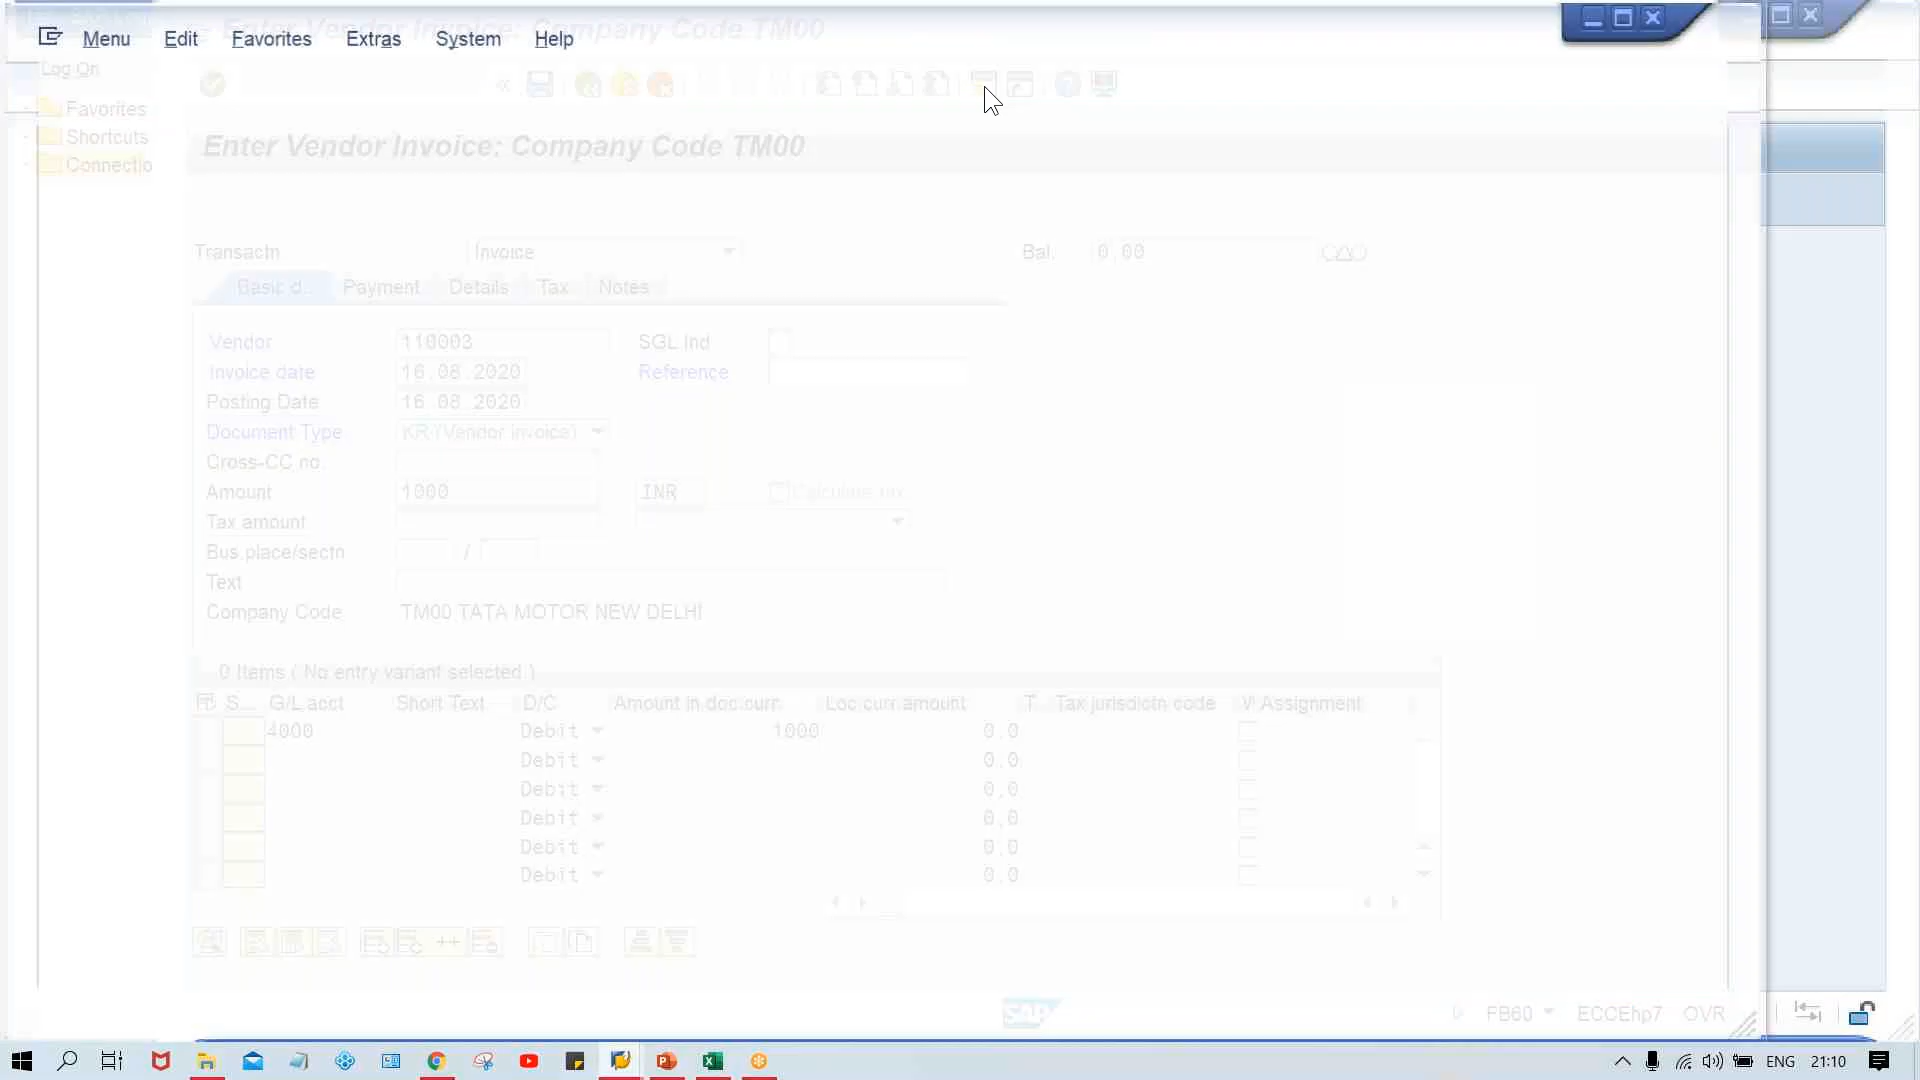 Enter Vendor Invoice: Company Code TM00
Menu Edit Favorites Extras System Help
Log On
Favorites
Shortcuts
Connectio
Enter Vendor Invoice: Company Code TM00
Transactn Invoice Bal. 0.00
Basic d... Payment Details Tax Notes
Vendor 110003 SGL Ind
Invoice date 16.08.2020 Reference
Posting Date 16.08.2020
Document Type KR (Vendor invoice)
Cross-CC no.
Amount 1000 INR Calculate tax
Tax amount
Bus.place/sectn /
Text
Company Code TM00 TATA MOTOR NEW DELHI
0 Items ( No entry variant selected )
S... G/L acct Short Text D/C Amount in doc.curr. Loc.curr.amount T... Tax jurisdictn code V Assignment
4000 Debit 1000 0.0
Debit 0.0
Debit 0.0
Debit 0.0
Debit 0.0
Debit 0.0
SAP FB60 ECCEhp7 OVR
ENG 21:10